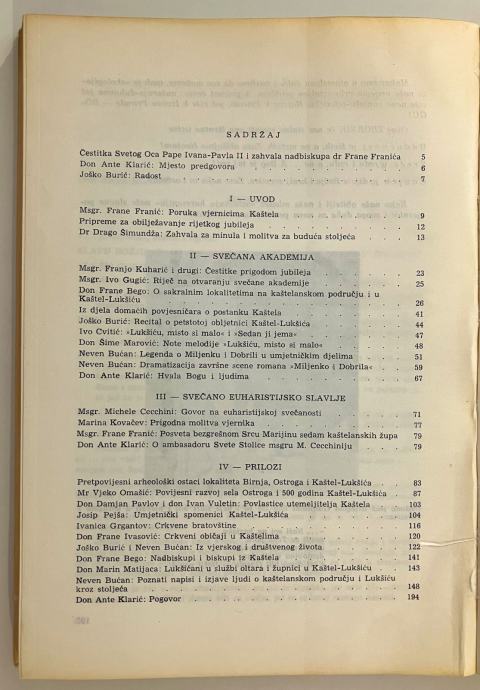 SADRŽAJ
Čestitka Svetog Oca Pape Ivana-Pavla II i zahvala nadbiskupa dr Frane Franića 5
Don Ante Klarić: Mjesto predgovora . . . . . . . . . 6
Joško Burić: Radost . . . . . . . . . . . . . 7
I — UVOD
Msgr. Frane Franić: Poruka vjernicima Kaštela . . . . . . . 9
Pripreme za obilježavanje rijetkog jubileja . . . . . . . . 12
Dr Drago Šimundža: Zahvala za minula i molitva za buduća stoljeća . . . 13
II — SVEČANA AKADEMIJA
Msgr. Franjo Kuharić i drugi: Čestitke prigodom jubileja . . . . . 23
Msgr. Ivo Gugić: Riječ na otvaranju svečane akademije . . . . . 25
Don Frane Bego: O sakralnim lokalitetima na kaštelanskom području i u
Kaštel-Lukšiću . . . . . . . . . . . . . 26
Iz djela domaćih povjesničara o postanku Kaštela . . . . . . 41
Joško Burić: Recital o petstotoj obljetnici Kaštel-Lukšića . . . . . 44
Ivo Cvitić: »Lukšiću, misto si malo« i »Sedan ji jema« . . . . . 47
Don Šime Marović: Note melodije »Lukšiću, misto si malo« . . . . 48
Neven Bućan: Legenda o Miljenku i Dobrili u umjetničkim djelima . . . 51
Neven Bućan: Dramatizacija završne scene romana »Miljenko i Dobrila« . . 59
Don Ante Klarić: Hvala Bogu i ljudima . . . . . . . . 67
III — SVEČANO EUHARISTIJSKO SLAVLJE
Msgr. Michele Cecchini: Govor na euharistijskoj svečanosti . . . . . 71
Marina Kovačev: Prigodna molitva vjernika . . . . . . . 77
Msgr. Frane Franić: Posveta bezgrešnom Srcu Marijinu sedam kaštelanskih župa 79
Don Ante Klarić: O ambasadoru Svete Stolice msgru M. Cecchiniju . . . 79
IV — PRILOZI
Pretpovijesni arheološki ostaci lokaliteta Birnja, Ostroga i Kaštel-Lukšića . . 83
Mr Vjeko Omašić: Povijesni razvoj sela Ostroga i 500 godina Kaštel-Lukšića . 87
Don Damjan Pavlov i don Ivan Vuletin: Povlastice utemeljitelja Kaštela . . 103
Josip Pejša: Umjetnički spomenici Kaštel-Lukšića . . . . . . 104
Ivanica Grgantov: Crkvene bratovštine . . . . . . . . 116
Don Frane Ivasović: Crkveni običaji u Kaštelima . . . . . . 120
Joško Burić i Neven Bućan: Iz vjerskog i društvenog života . . . . 122
Don Frane Bego: Nadbiskupi i biskupi iz Kaštela . . . . . . 141
Don Marin Matijaca: Lukšićani u službi oltara i župnici u Kaštel-Lukšiću . . 143
Neven Bućan: Poznati napisi i izjave ljudi o kaštelanskom području i Lukšiću
kroz stoljeća . . . . . . . . . . . . . 148
Don Ante Klarić: Pogovor . . . . . . . . . . . 194